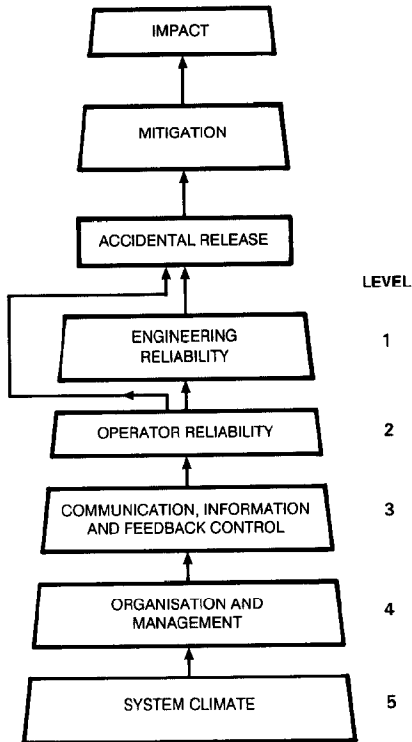 IMPACT
MITIGATION
ACCIDENTAL RELEASE
LEVEL
ENGINEERING
RELIABILITY
1
OPERATOR RELIABILITY
2
COMMUNICATION, INFORMATION
AND FEEDBACK CONTROL
3
ORGANISATION AND
MANAGEMENT
4
SYSTEM CLIMATE
5